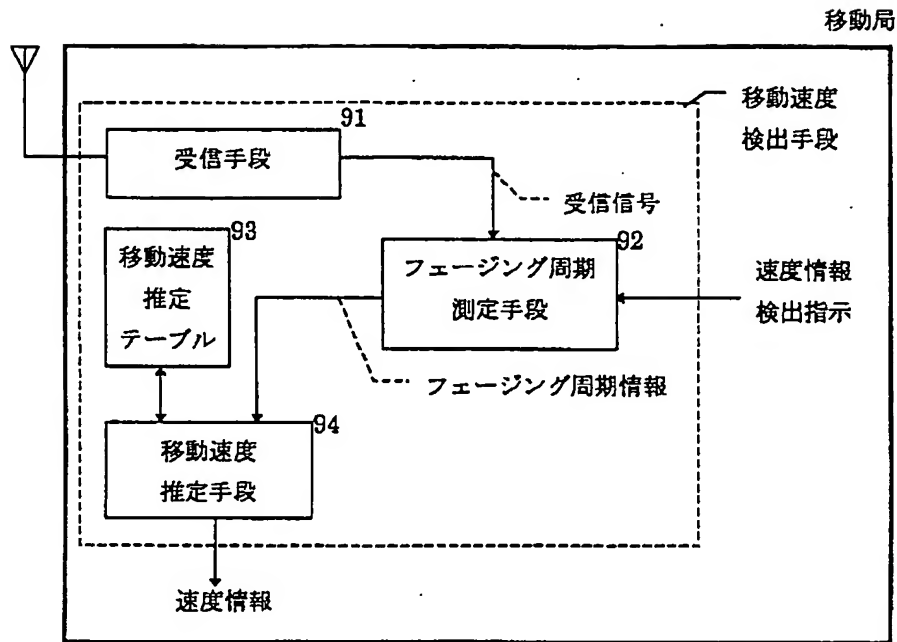 移動局
移動速度
検出手段
91
受信手段
受信信号
93
移動速度
推定
テーブル
92
フェージング周期
測定手段
速度情報
検出指示
フェージング周期情報
94
移動速度
推定手段
速度情報